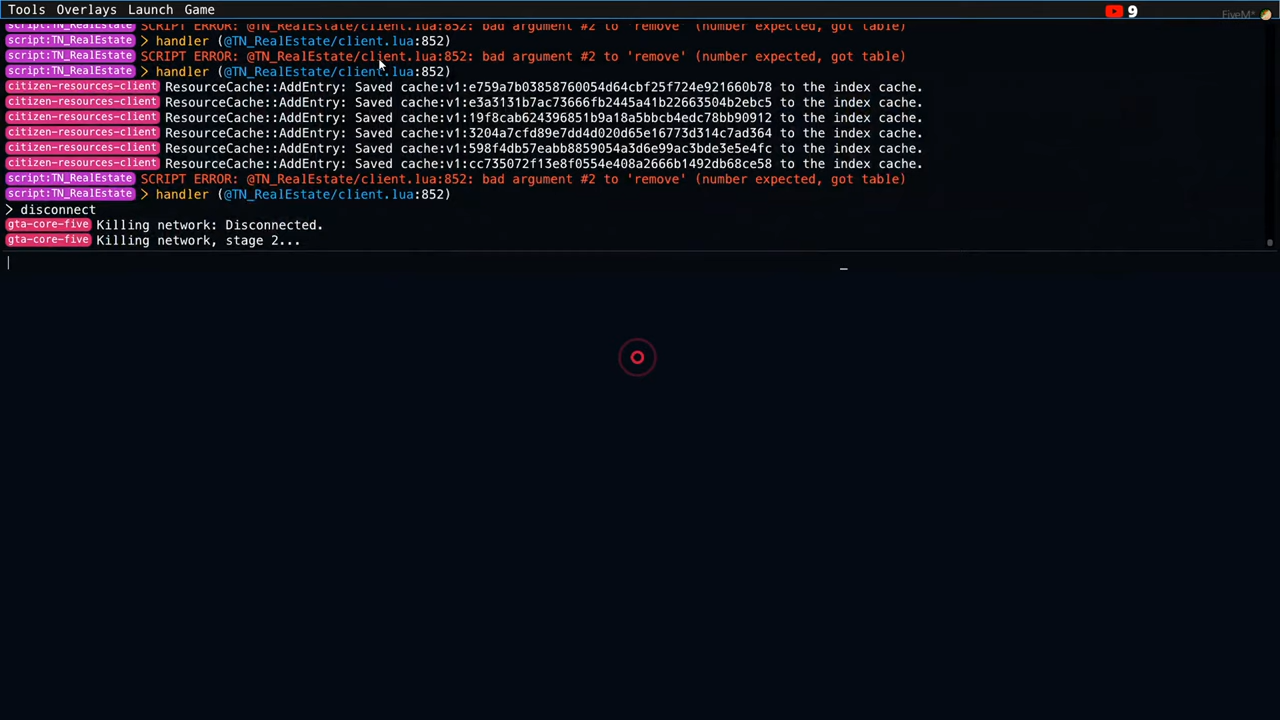 Tools Overlays Launch Game 9 FiveM*
script:TN_RealEstate SCRIPT ERROR: @TN_RealEstate/client.lua:852: bad argument #2 to 'remove' (number expected, got table)
script:TN_RealEstate > handler (@TN_RealEstate/client.lua:852)
script:TN_RealEstate SCRIPT ERROR: @TN_RealEstate/client.lua:852: bad argument #2 to 'remove' (number expected, got table)
script:TN_RealEstate > handler (@TN_RealEstate/client.lua:852)
citizen-resources-client ResourceCache::AddEntry: Saved cache:v1:e759a7b03858760054d64cbf25f724e921660b78 to the index cache.
citizen-resources-client ResourceCache::AddEntry: Saved cache:v1:e3a3131b7ac73666fb2445a41b22663504b2ebc5 to the index cache.
citizen-resources-client ResourceCache::AddEntry: Saved cache:v1:19f8cab624396851b9a18a5bbcb4edc78bb90912 to the index cache.
citizen-resources-client ResourceCache::AddEntry: Saved cache:v1:3204a7cfd89e7dd4d020d65e16773d314c7ad364 to the index cache.
citizen-resources-client ResourceCache::AddEntry: Saved cache:v1:598f4db57eabb8859054a3d6e99ac3bde3e5e4fc to the index cache.
citizen-resources-client ResourceCache::AddEntry: Saved cache:v1:cc735072f13e8f0554e408a2666b1492db68ce58 to the index cache.
script:TN_RealEstate SCRIPT ERROR: @TN_RealEstate/client.lua:852: bad argument #2 to 'remove' (number expected, got table)
script:TN_RealEstate > handler (@TN_RealEstate/client.lua:852)
> disconnect
gta-core-five Killing network: Disconnected.
gta-core-five Killing network, stage 2...